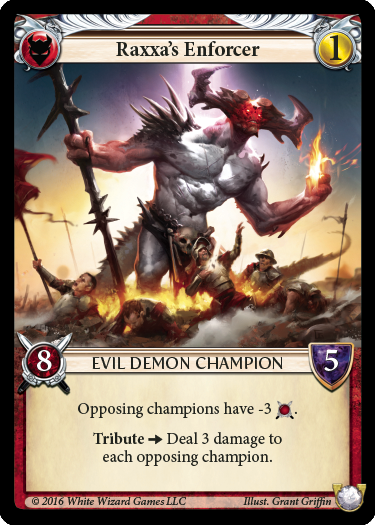 Raxxa's Enforcer
1
8
EVIL DEMON CHAMPION
5
Opposing champions have -3 .
Tribute ➔ Deal 3 damage to
each opposing champion.
© 2016 White Wizard Games LLC
Illust. Grant Griffin